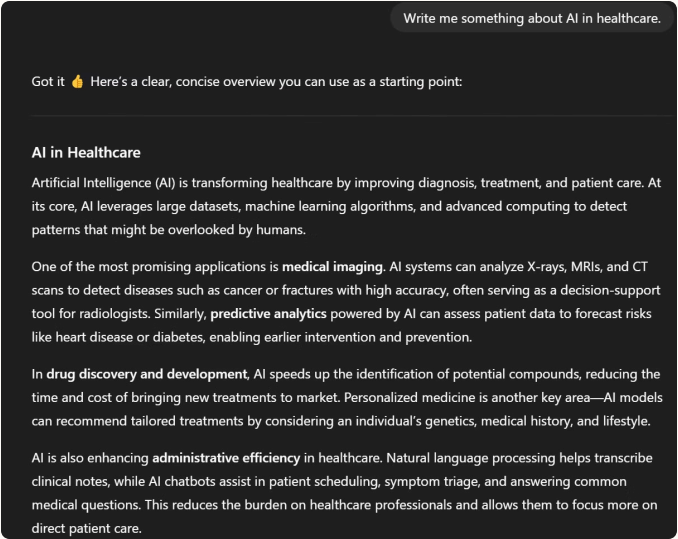 Write me something about AI in healthcare.
Got it 👍 Here's a clear, concise overview you can use as a starting point:
AI in Healthcare
Artificial Intelligence (AI) is transforming healthcare by improving diagnosis, treatment, and patient care. At
its core, AI leverages large datasets, machine learning algorithms, and advanced computing to detect
patterns that might be overlooked by humans.
One of the most promising applications is medical imaging. AI systems can analyze X-rays, MRIs, and CT
scans to detect diseases such as cancer or fractures with high accuracy, often serving as a decision-support
tool for radiologists. Similarly, predictive analytics powered by AI can assess patient data to forecast risks
like heart disease or diabetes, enabling earlier intervention and prevention.
In drug discovery and development, AI speeds up the identification of potential compounds, reducing the
time and cost of bringing new treatments to market. Personalized medicine is another key area—AI models
can recommend tailored treatments by considering an individual's genetics, medical history, and lifestyle.
AI is also enhancing administrative efficiency in healthcare. Natural language processing helps transcribe
clinical notes, while AI chatbots assist in patient scheduling, symptom triage, and answering common
medical questions. This reduces the burden on healthcare professionals and allows them to focus more on
direct patient care.